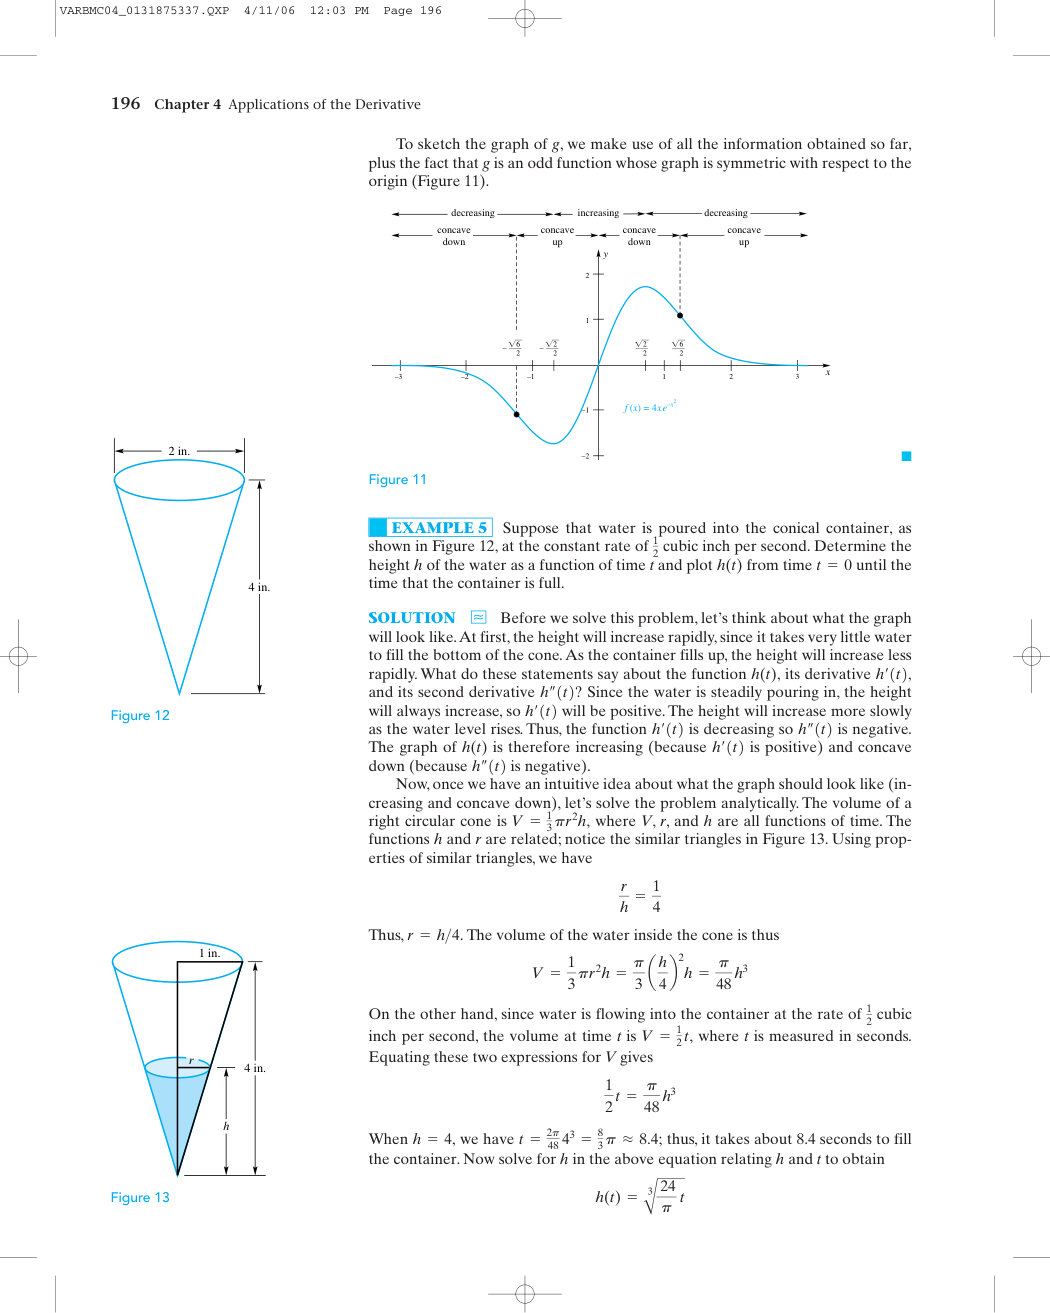 VARBMC04_0131875337.QXP 4/11/06 12:03 PM Page 196
196 Chapter 4 Applications of the Derivative
To sketch the graph of g, we make use of all the information obtained so far,
plus the fact that g is an odd function whose graph is symmetric with respect to the
origin (Figure 11).
decreasing increasing decreasing
concave down concave up concave down concave up
y
2
1
−√6/2 −√2/2 √2/2 √6/2
−3 −2 −1 1 2 3 x
−1
f(x) = 4xe^{−x^2}
−2
Figure 11
2 in.
4 in.
Figure 12
EXAMPLE 5 Suppose that water is poured into the conical container, as
shown in Figure 12, at the constant rate of 1/2 cubic inch per second. Determine the
height h of the water as a function of time t and plot h(t) from time t = 0 until the
time that the container is full.
SOLUTION ≈ Before we solve this problem, let's think about what the graph
will look like. At first, the height will increase rapidly, since it takes very little water
to fill the bottom of the cone. As the container fills up, the height will increase less
rapidly. What do these statements say about the function h(t), its derivative h′(t),
and its second derivative h″(t)? Since the water is steadily pouring in, the height
will always increase, so h′(t) will be positive. The height will increase more slowly
as the water level rises. Thus, the function h′(t) is decreasing so h″(t) is negative.
The graph of h(t) is therefore increasing (because h′(t) is positive) and concave
down (because h″(t) is negative).
Now, once we have an intuitive idea about what the graph should look like (in-
creasing and concave down), let's solve the problem analytically. The volume of a
right circular cone is V = 1/3 πr²h, where V, r, and h are all functions of time. The
functions h and r are related; notice the similar triangles in Figure 13. Using prop-
erties of similar triangles, we have
r/h = 1/4
Thus, r = h/4. The volume of the water inside the cone is thus
V = 1/3 πr²h = π/3 (h/4)² h = π/48 h³
On the other hand, since water is flowing into the container at the rate of 1/2 cubic
inch per second, the volume at time t is V = 1/2 t, where t is measured in seconds.
Equating these two expressions for V gives
1/2 t = π/48 h³
When h = 4, we have t = 2π/48 4³ = 8/3 π ≈ 8.4; thus, it takes about 8.4 seconds to fill
the container. Now solve for h in the above equation relating h and t to obtain
h(t) = ∛(24/π t)
1 in.
r
4 in.
h
Figure 13